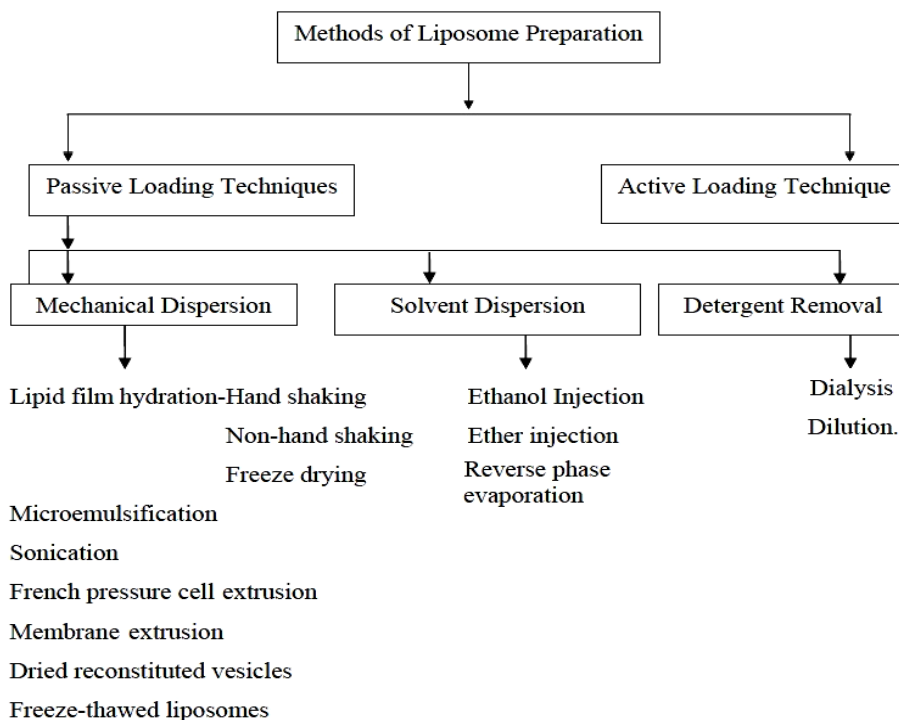 Methods of Liposome Preparation
Passive Loading Techniques
Active Loading Technique
Mechanical Dispersion
Solvent Dispersion
Detergent Removal
Lipid film hydration-Hand shaking
Non-hand shaking
Freeze drying
Microemulsification
Sonication
French pressure cell extrusion
Membrane extrusion
Dried reconstituted vesicles
Freeze-thawed liposomes
Ethanol Injection
Ether injection
Reverse phase
evaporation
Dialysis
Dilution.